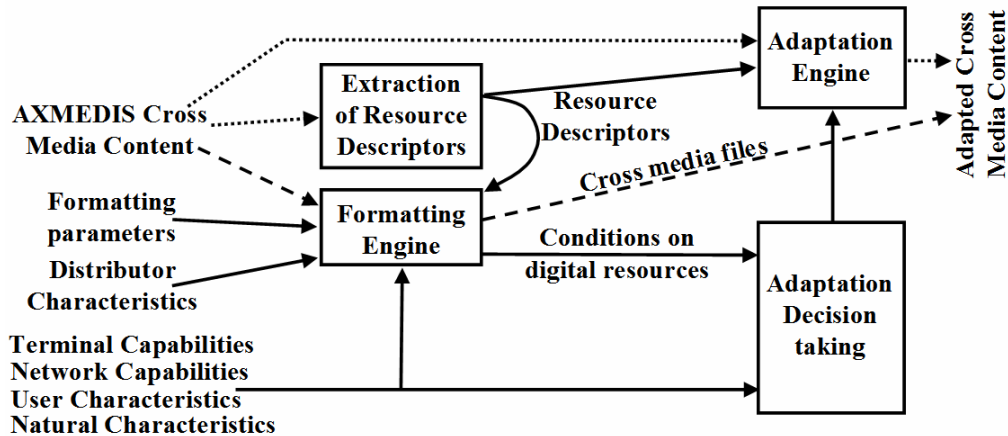 Adaptation
Engine
Adapted Cross
Media Content
Extraction
of Resource
Descriptors
Resource
Descriptors
AXMEDIS Cross
Media Content
Cross media files
Formatting
parameters
Formatting
Engine
Conditions on
digital resources
Distributor
Characteristics
Adaptation
Decision
taking
Terminal Capabilities
Network Capabilities
User Characteristics
Natural Characteristics